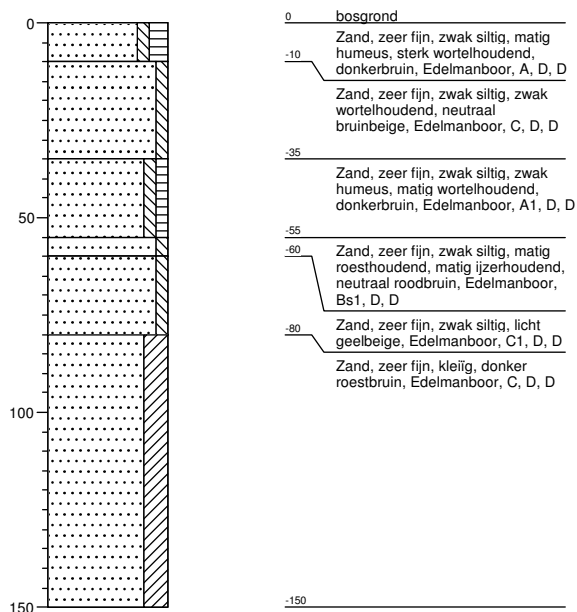 0
50
100
150
0 bosgrond
Zand, zeer fijn, zwak siltig, matig
humeus, sterk wortelhoudend,
donkerbruin, Edelmanboor, A, D, D
-10
Zand, zeer fijn, zwak siltig, zwak
wortelhoudend, neutraal
bruinbeige, Edelmanboor, C, D, D
-35
Zand, zeer fijn, zwak siltig, zwak
humeus, matig wortelhoudend,
donkerbruin, Edelmanboor, A1, D, D
-55
Zand, zeer fijn, zwak siltig, matig
roesthoudend, matig ijzerhoudend,
neutraal roodbruin, Edelmanboor,
Bs1, D, D
-60
Zand, zeer fijn, zwak siltig, licht
geelbeige, Edelmanboor, C1, D, D
-80
Zand, zeer fijn, kleiïg, donker
roestbruin, Edelmanboor, C, D, D
-150